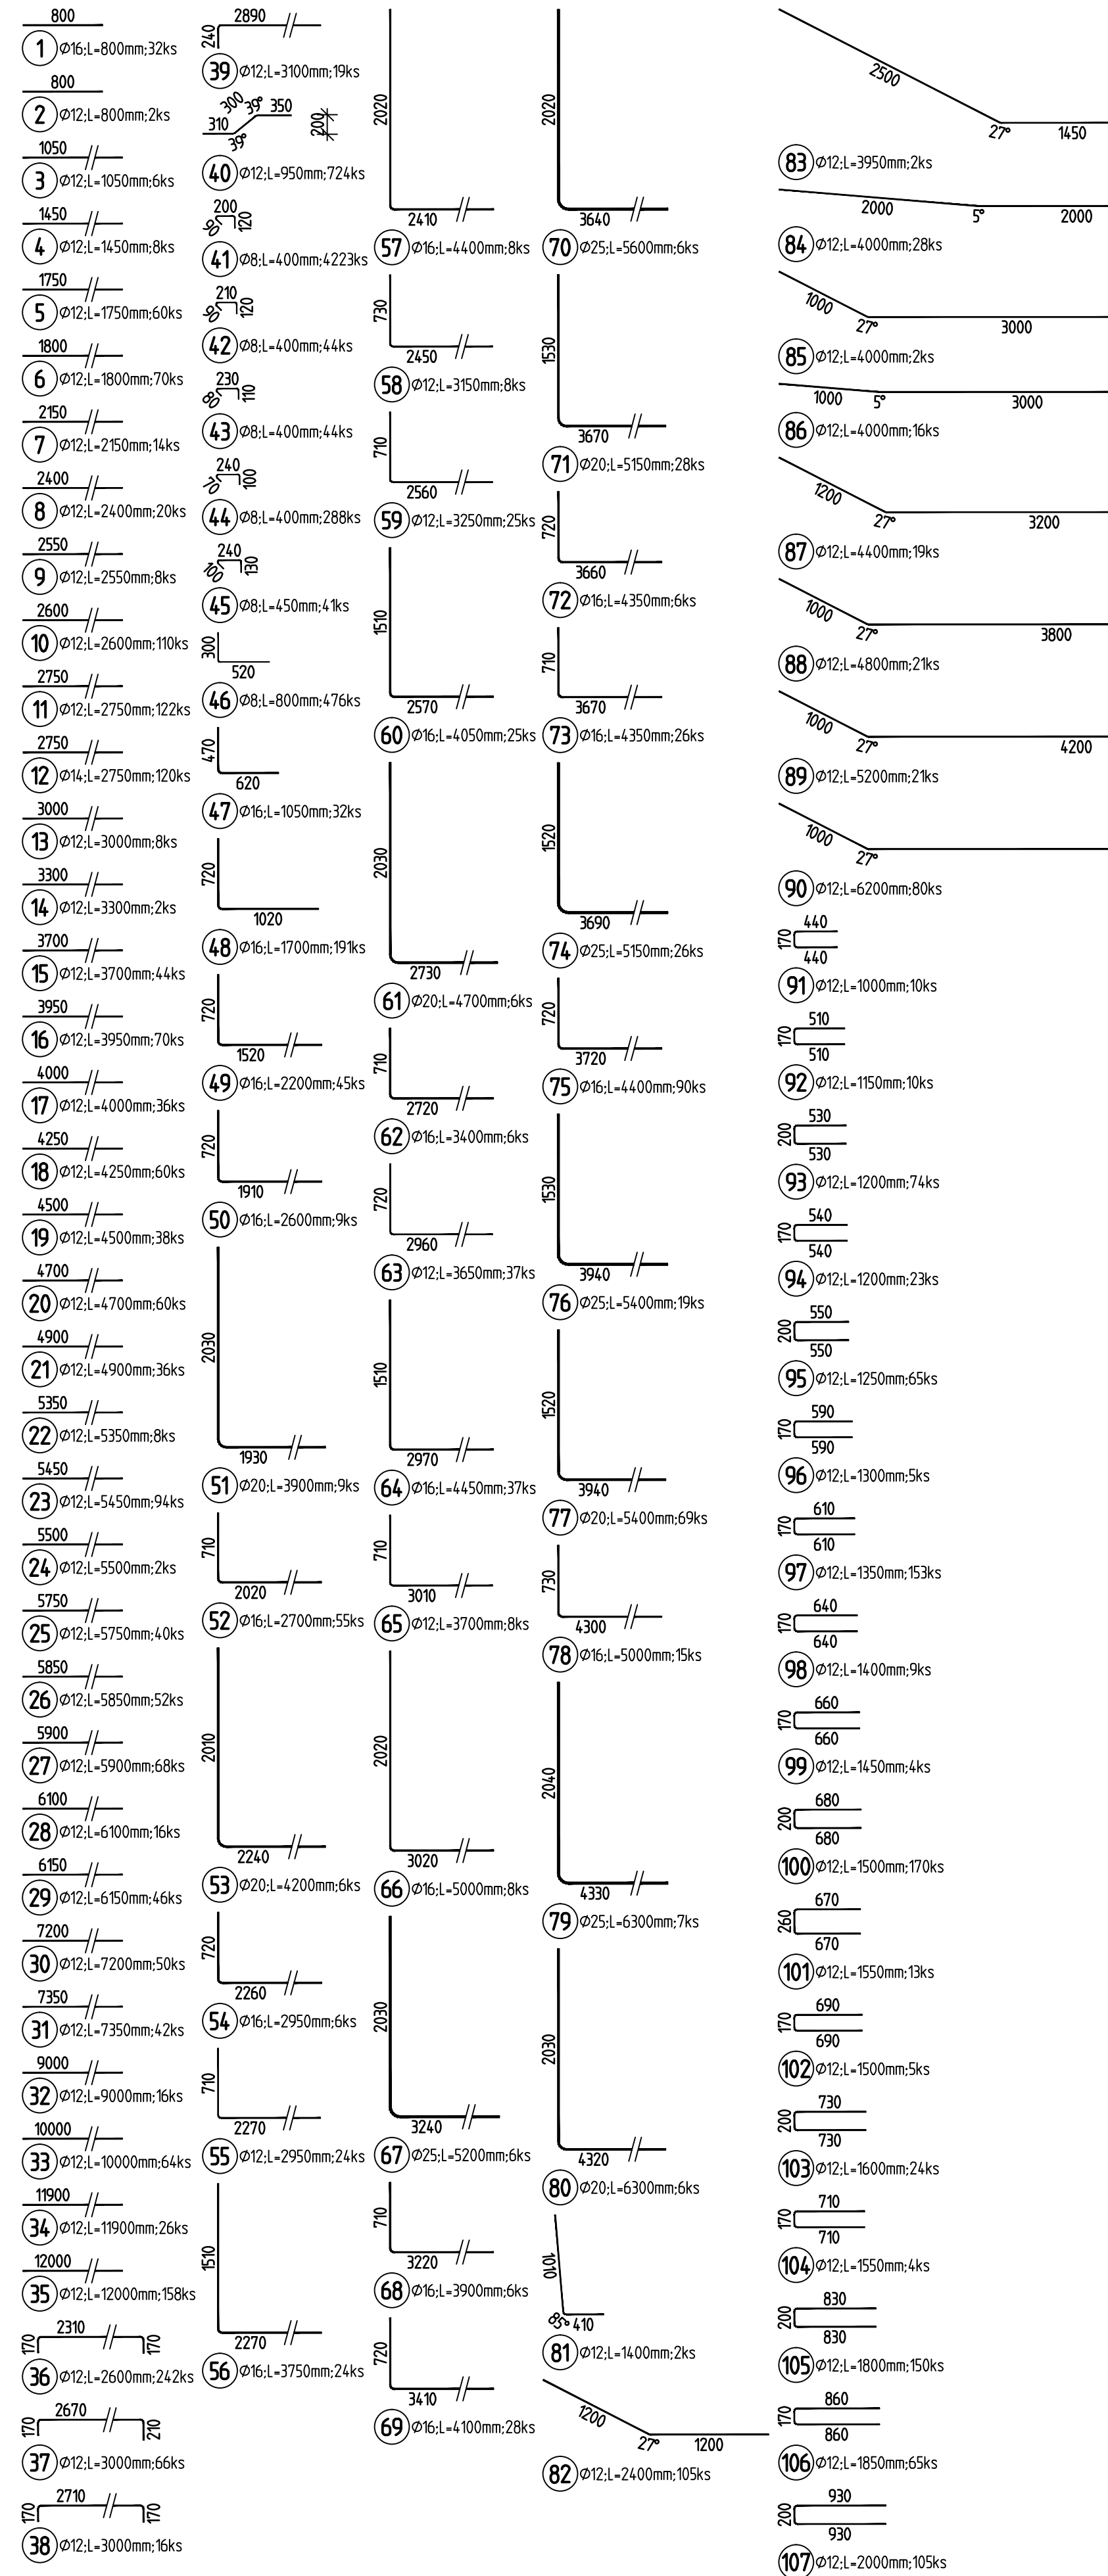 800
1 Ø16;L=800mm;32ks
800
2 Ø12;L=800mm;2ks
1050
3 Ø12;L=1050mm;6ks
1450
4 Ø12;L=1450mm;8ks
1750
5 Ø12;L=1750mm;60ks
1800
6 Ø12;L=1800mm;70ks
2150
7 Ø12;L=2150mm;14ks
2400
8 Ø12;L=2400mm;20ks
2550
9 Ø12;L=2550mm;8ks
2600
10 Ø12;L=2600mm;110ks
2750
11 Ø12;L=2750mm;122ks
2750
12 Ø14;L=2750mm;120ks
3000
13 Ø12;L=3000mm;8ks
3300
14 Ø12;L=3300mm;2ks
3700
15 Ø12;L=3700mm;44ks
3950
16 Ø12;L=3950mm;70ks
4000
17 Ø12;L=4000mm;36ks
4250
18 Ø12;L=4250mm;60ks
4500
19 Ø12;L=4500mm;38ks
4700
20 Ø12;L=4700mm;60ks
4900
21 Ø12;L=4900mm;36ks
5350
22 Ø12;L=5350mm;8ks
5450
23 Ø12;L=5450mm;94ks
5500
24 Ø12;L=5500mm;2ks
5750
25 Ø12;L=5750mm;40ks
5850
26 Ø12;L=5850mm;52ks
5900
27 Ø12;L=5900mm;68ks
6100
28 Ø12;L=6100mm;16ks
6150
29 Ø12;L=6150mm;46ks
7200
30 Ø12;L=7200mm;50ks
7350
31 Ø12;L=7350mm;42ks
9000
32 Ø12;L=9000mm;16ks
10000
33 Ø12;L=10000mm;64ks
11900
34 Ø12;L=11900mm;26ks
12000
35 Ø12;L=12000mm;158ks
170 2310 170
36 Ø12;L=2600mm;242ks
170 2670 210
37 Ø12;L=3000mm;66ks
170 2710 170
38 Ø12;L=3000mm;16ks
240 2890
39 Ø12;L=3100mm;19ks
310 300 39° 39° 350 200
40 Ø12;L=950mm;724ks
90 200 120
41 Ø8;L=400mm;4223ks
90 210 120
42 Ø8;L=400mm;44ks
80 230 110
43 Ø8;L=400mm;44ks
70 240 100
44 Ø8;L=400mm;288ks
100 240 130
45 Ø8;L=450mm;41ks
300
520
46 Ø8;L=800mm;476ks
470
620
47 Ø16;L=1050mm;32ks
720
1020
48 Ø16;L=1700mm;191ks
720
1520
49 Ø16;L=2200mm;45ks
720
1910
50 Ø16;L=2600mm;9ks
2030
1930
51 Ø20;L=3900mm;9ks
710
2020
52 Ø16;L=2700mm;55ks
2010
2240
53 Ø20;L=4200mm;6ks
720
2260
54 Ø16;L=2950mm;6ks
710
2270
55 Ø12;L=2950mm;24ks
1510
2270
56 Ø16;L=3750mm;24ks
2020
2410
57 Ø16;L=4400mm;8ks
730
2450
58 Ø12;L=3150mm;8ks
710
2560
59 Ø12;L=3250mm;25ks
1510
2570
60 Ø16;L=4050mm;25ks
2030
2730
61 Ø20;L=4700mm;6ks
710
2720
62 Ø16;L=3400mm;6ks
720
2960
63 Ø12;L=3650mm;37ks
1510
2970
64 Ø16;L=4450mm;37ks
710
3010
65 Ø12;L=3700mm;8ks
2020
3020
66 Ø16;L=5000mm;8ks
2030
3240
67 Ø25;L=5200mm;6ks
710
3220
68 Ø16;L=3900mm;6ks
720
3410
69 Ø16;L=4100mm;28ks
2020
3640
70 Ø25;L=5600mm;6ks
1530
3670
71 Ø20;L=5150mm;28ks
720
3660
72 Ø16;L=4350mm;6ks
710
3670
73 Ø16;L=4350mm;26ks
1520
3690
74 Ø25;L=5150mm;26ks
720
3720
75 Ø16;L=4400mm;90ks
1530
3940
76 Ø25;L=5400mm;19ks
1520
3940
77 Ø20;L=5400mm;69ks
730
4300
78 Ø16;L=5000mm;15ks
2040
4330
79 Ø25;L=6300mm;7ks
2030
4320
80 Ø20;L=6300mm;6ks
1010
85° 410
81 Ø12;L=1400mm;2ks
1200
27° 1200
82 Ø12;L=2400mm;105ks
2500
27° 1450
83 Ø12;L=3950mm;2ks
2000 5° 2000
84 Ø12;L=4000mm;28ks
1000
27° 3000
85 Ø12;L=4000mm;2ks
1000 5° 3000
86 Ø12;L=4000mm;16ks
1200
27° 3200
87 Ø12;L=4400mm;19ks
1000
27° 3800
88 Ø12;L=4800mm;21ks
1000
27° 4200
89 Ø12;L=5200mm;21ks
1000
27°
90 Ø12;L=6200mm;80ks
440
170
440
91 Ø12;L=1000mm;10ks
510
170
510
92 Ø12;L=1150mm;10ks
530
200
530
93 Ø12;L=1200mm;74ks
540
170
540
94 Ø12;L=1200mm;23ks
550
200
550
95 Ø12;L=1250mm;65ks
590
170
590
96 Ø12;L=1300mm;5ks
610
170
610
97 Ø12;L=1350mm;153ks
640
170
640
98 Ø12;L=1400mm;9ks
660
170
660
99 Ø12;L=1450mm;4ks
680
200
680
100 Ø12;L=1500mm;170ks
670
260
670
101 Ø12;L=1550mm;13ks
690
170
690
102 Ø12;L=1500mm;5ks
730
200
730
103 Ø12;L=1600mm;24ks
710
170
710
104 Ø12;L=1550mm;4ks
830
200
830
105 Ø12;L=1800mm;150ks
860
170
860
106 Ø12;L=1850mm;65ks
930
200
930
107 Ø12;L=2000mm;105ks